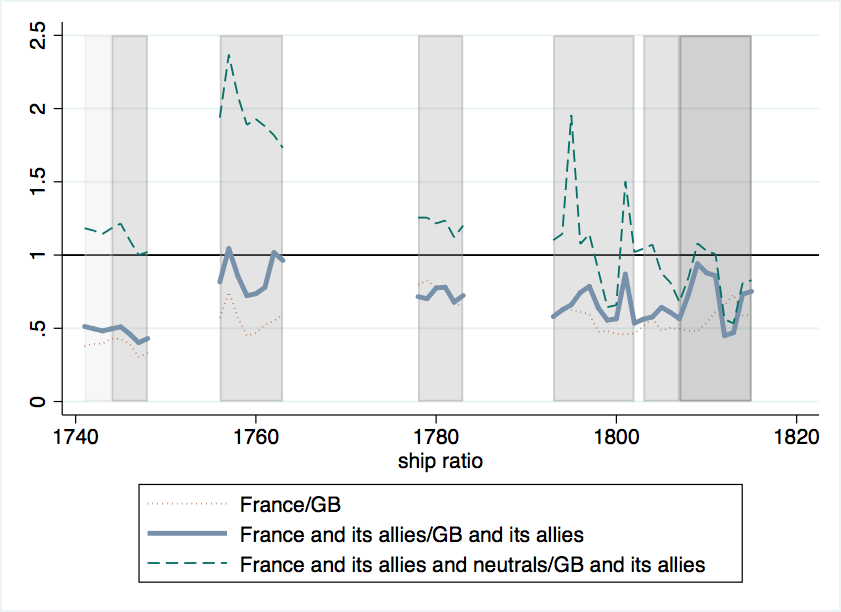 2.5
2
1.5
1
.5
0
1740 1760 1780 1800 1820
ship ratio
France/GB
France and its allies/GB and its allies
France and its allies and neutrals/GB and its allies